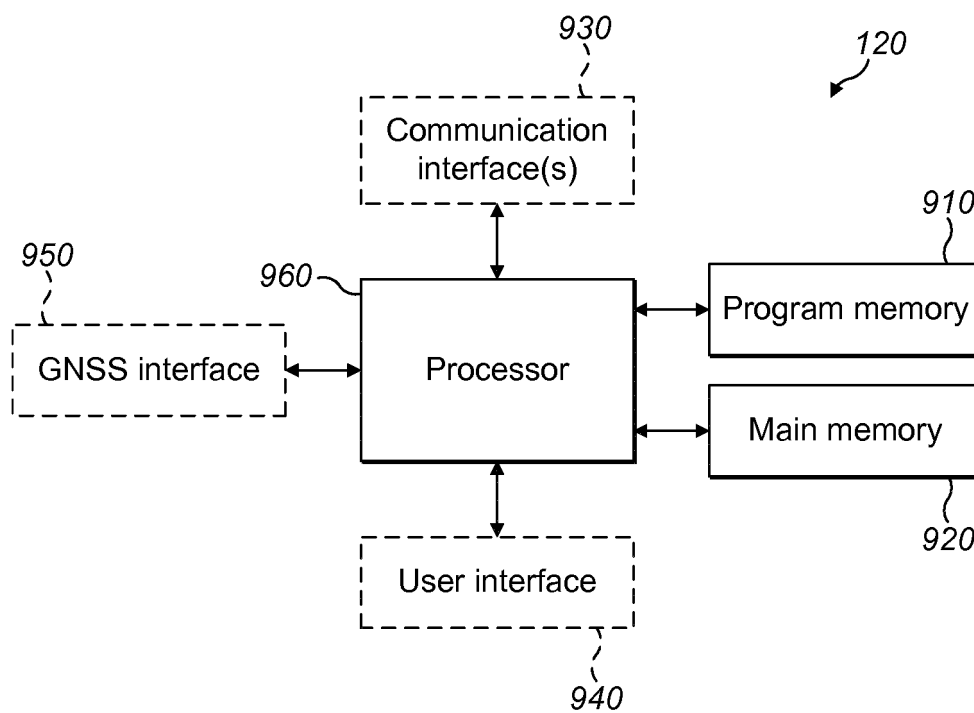 930
120
Communication
interface(s)
910
950
960
Program memory
GNSS interface
Processor
Main memory
920
User interface
940